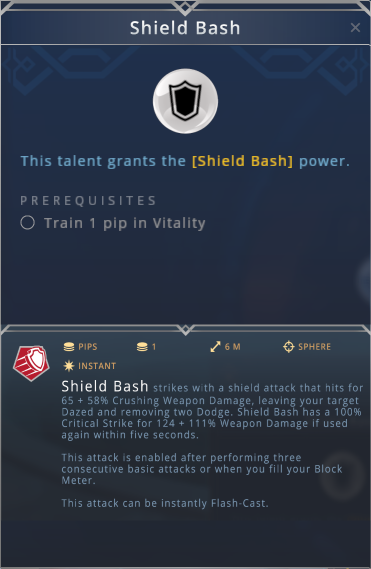 Shield Bash
This talent grants the [Shield Bash] power.
PREREQUISITES
Train 1 pip in Vitality
PIPS 1 6 M SPHERE
INSTANT
Shield Bash strikes with a shield attack that hits for
65 + 58% Crushing Weapon Damage, leaving your target
Dazed and removing two Dodge. Shield Bash has a 100%
Critical Strike for 124 + 111% Weapon Damage if used
again within five seconds.
This attack is enabled after performing three
consecutive basic attacks or when you fill your Block
Meter.
This attack can be instantly Flash-Cast.